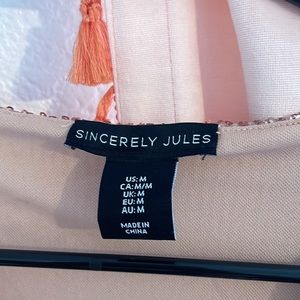 SINCERELY JULES
US: M
CA: M/M
UK: M
EU: M
AU: M
MADE IN
CHINA